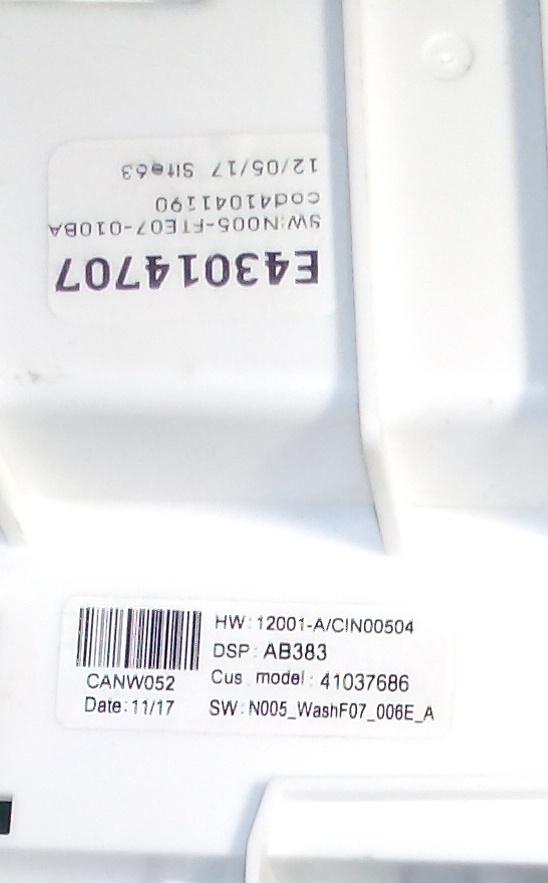 E43014707
SW:N005-FTE07-010BA
cod41041190
12/05/17 Site63
HW: 12001-A/CIN00504
DSP: AB383
Cus model: 41037686
SW: N005_WashF07_006E_A
CANW052
Date: 11/17